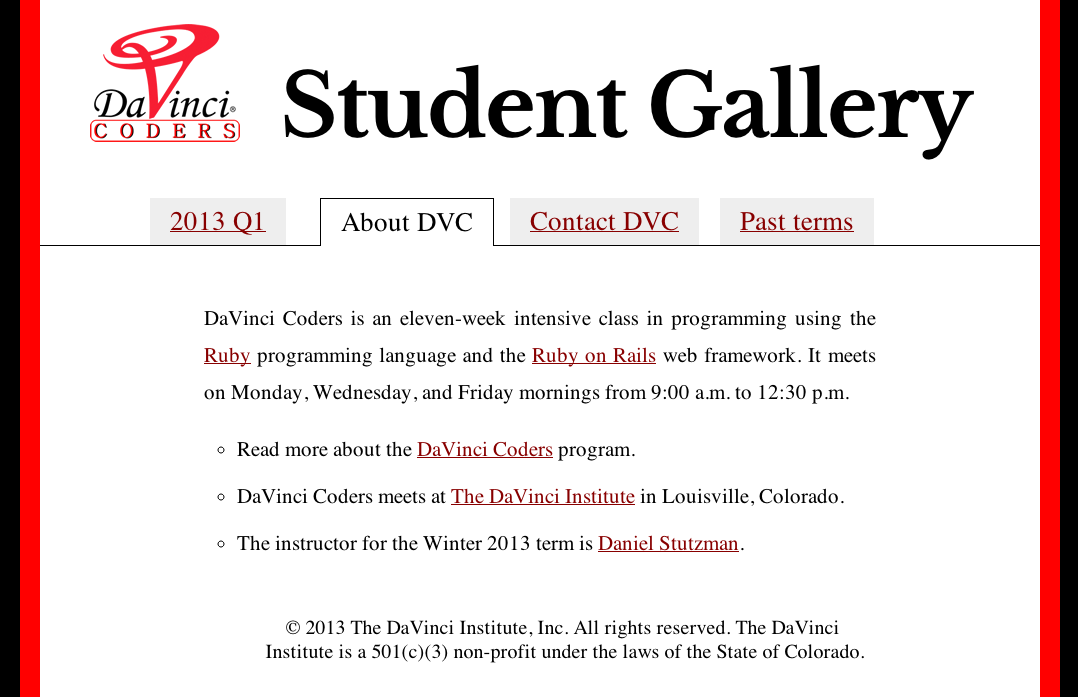 DaVinci®
CODERS
Student Gallery
2013 Q1 About DVC Contact DVC Past terms
DaVinci Coders is an eleven-week intensive class in programming using the
Ruby programming language and the Ruby on Rails web framework. It meets
on Monday, Wednesday, and Friday mornings from 9:00 a.m. to 12:30 p.m.
Read more about the DaVinci Coders program.
DaVinci Coders meets at The DaVinci Institute in Louisville, Colorado.
The instructor for the Winter 2013 term is Daniel Stutzman.
© 2013 The DaVinci Institute, Inc. All rights reserved. The DaVinci
Institute is a 501(c)(3) non-profit under the laws of the State of Colorado.